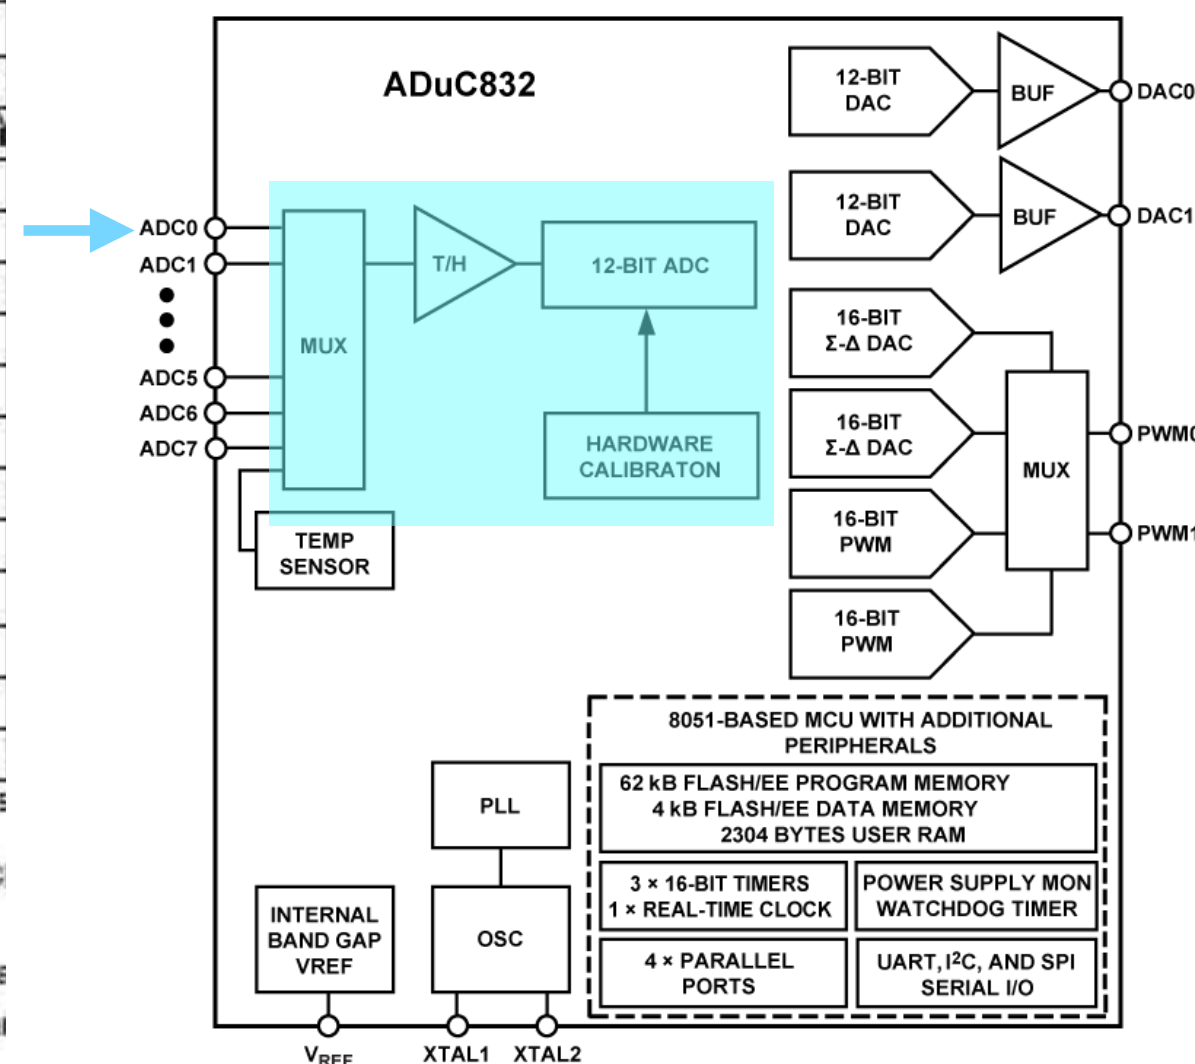 ADuC832
12-BIT
DAC
BUF
DAC0
12-BIT
DAC
BUF
DAC1
ADC0
ADC1
ADC5
ADC6
ADC7
MUX
T/H
12-BIT ADC
HARDWARE
CALIBRATON
TEMP
SENSOR
16-BIT
Σ-Δ DAC
16-BIT
Σ-Δ DAC
16-BIT
PWM
16-BIT
PWM
MUX
PWM0
PWM1
8051-BASED MCU WITH ADDITIONAL
PERIPHERALS
62 kB FLASH/EE PROGRAM MEMORY
4 kB FLASH/EE DATA MEMORY
2304 BYTES USER RAM
3 × 16-BIT TIMERS
1 × REAL-TIME CLOCK
POWER SUPPLY MON
WATCHDOG TIMER
4 × PARALLEL
PORTS
UART, I²C, AND SPI
SERIAL I/O
PLL
OSC
INTERNAL
BAND GAP
VREF
VREF
XTAL1
XTAL2